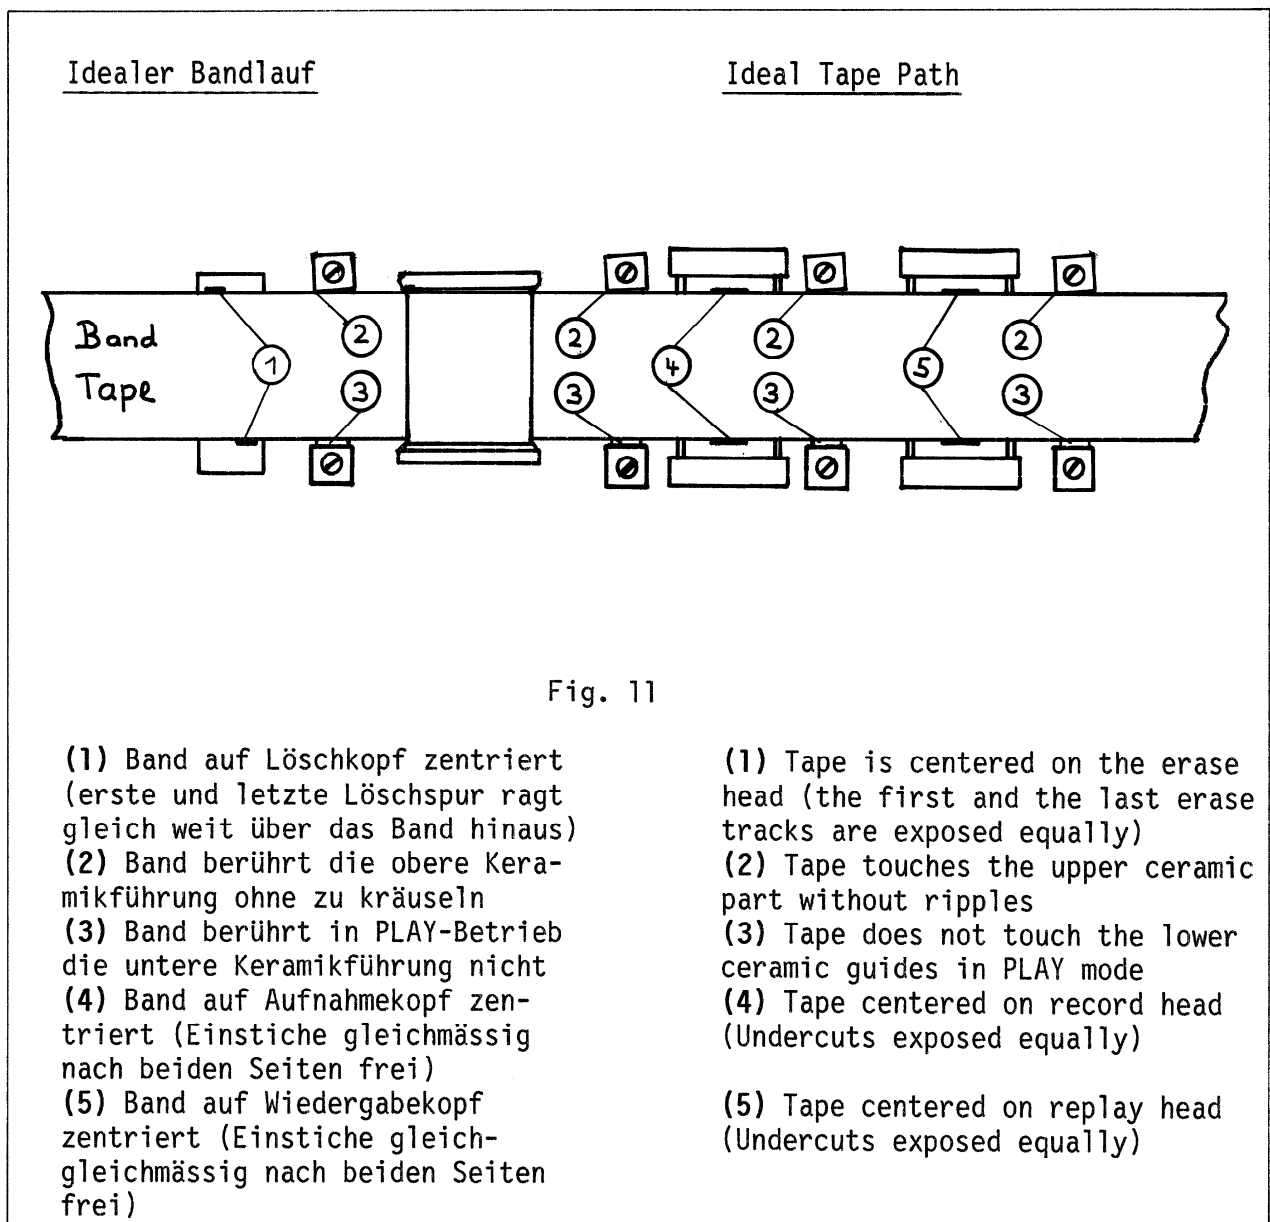 Idealer Bandlauf
Ideal Tape Path
Band
Tape
1
2
3
2
3
4
2
3
5
2
3
Fig. 11
(1) Band auf Löschkopf zentriert
(erste und letzte Löschspur ragt
gleich weit über das Band hinaus)
(2) Band berührt die obere Kera-
mikführung ohne zu kräuseln
(3) Band berührt in PLAY-Betrieb
die untere Keramikführung nicht
(4) Band auf Aufnahmekopf zen-
triert (Einstiche gleichmässig
nach beiden Seiten frei)
(5) Band auf Wiedergabekopf
zentriert (Einstiche gleich-
gleichmässig nach beiden Seiten
frei)
(1) Tape is centered on the erase
head (the first and the last erase
tracks are exposed equally)
(2) Tape touches the upper ceramic
part without ripples
(3) Tape does not touch the lower
ceramic guides in PLAY mode
(4) Tape centered on record head
(Undercuts exposed equally)
(5) Tape centered on replay head
(Undercuts exposed equally)